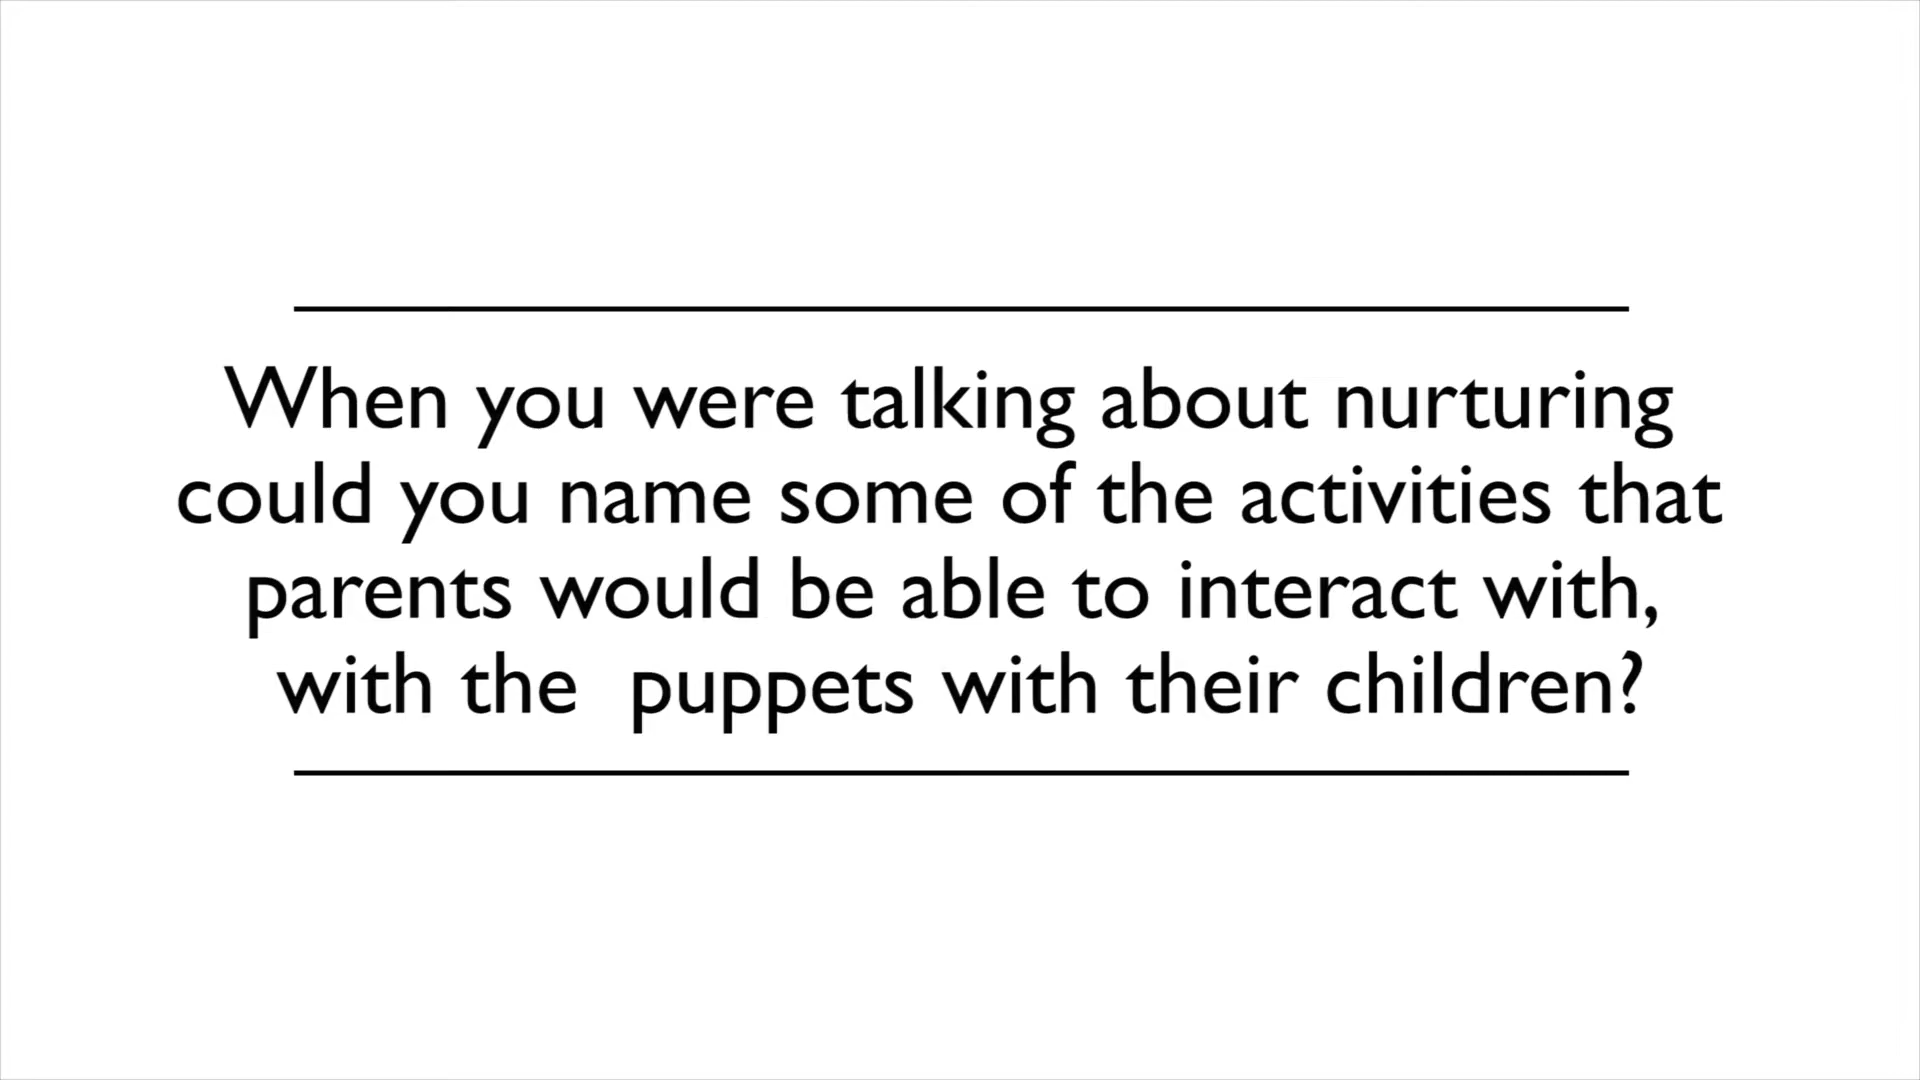 When you were talking about nurturing
could you name some of the activities that
parents would be able to interact with,
with the  puppets with their children?